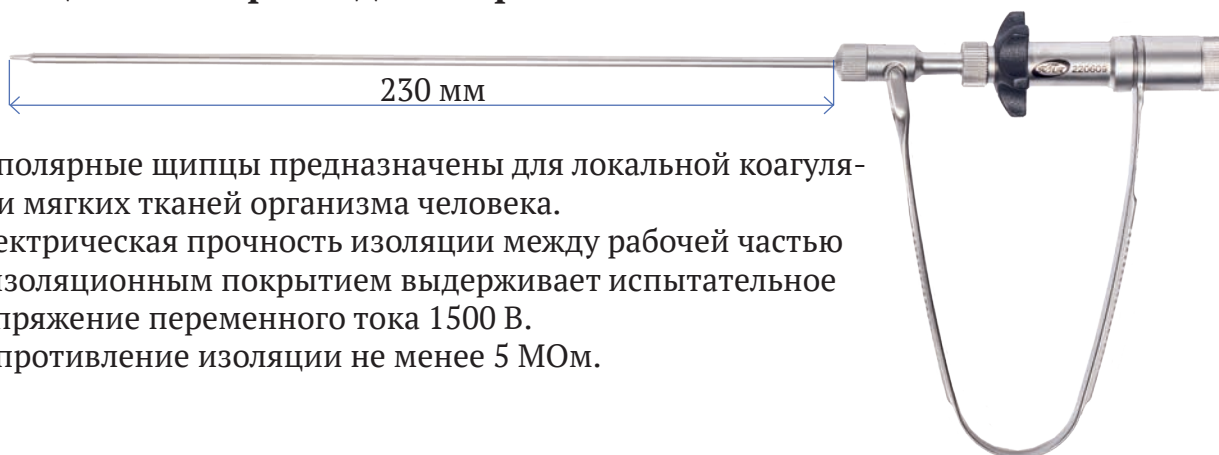 230 мм
220609
полярные щипцы предназначены для локальной коагуля-
и мягких тканей организма человека.
ектрическая прочность изоляции между рабочей частью
изоляционным покрытием выдерживает испытательное
пряжение переменного тока 1500 В.
противление изоляции не менее 5 МОм.